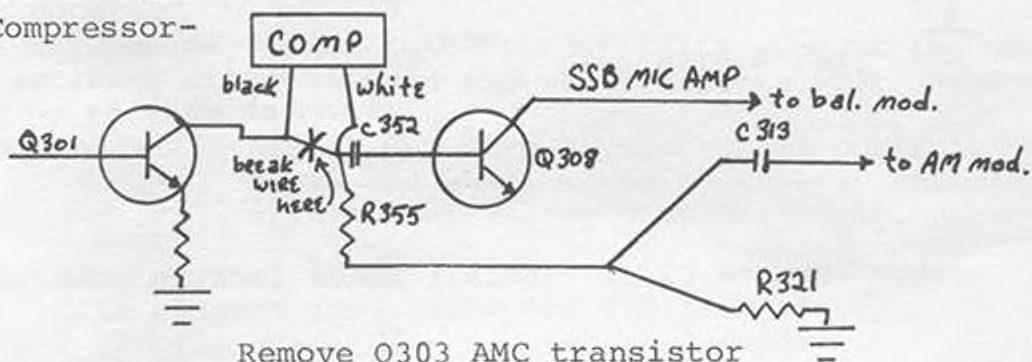 Compressor-
COMP
black
white
SSB MIC AMP
to bal. mod.
C352
C313
Q301
Q308
to AM mod.
break
WIRE
HERE
R355
R321
Remove Q303 AMC transistor